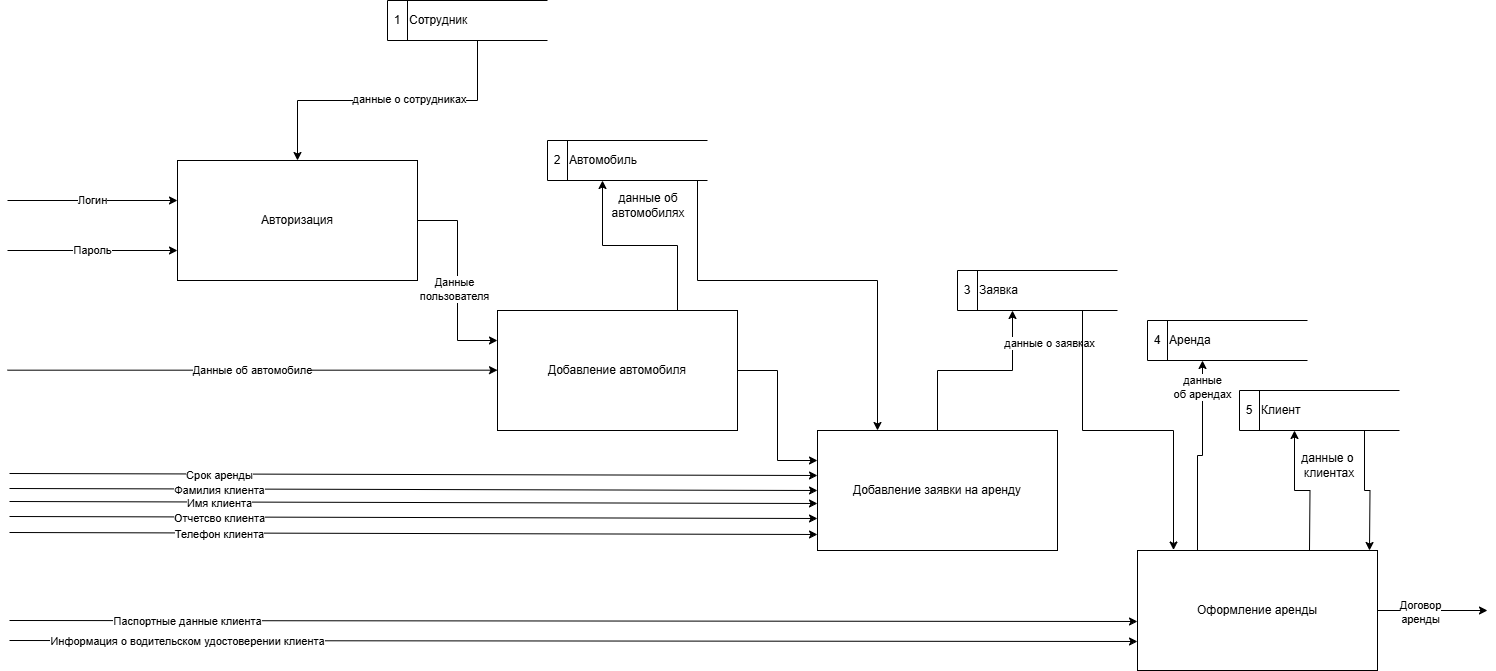 1 Сотрудник
данные о сотрудниках
2 Автомобиль
данные об
автомобилях
Логин
Авторизация
Пароль
Данные
пользователя
3 Заявка
данные о заявках
4 Аренда
данные
об арендах
Данные об автомобиле
Добавление автомобиля
5 Клиент
данные о
клиентах
Срок аренды
Фамилия клиента
Имя клиента
Отчетсво клиента
Телефон клиента
Добавление заявки на аренду
Паспортные данные клиента
Информация о водительском удостоверении клиента
Оформление аренды
Договор
аренды